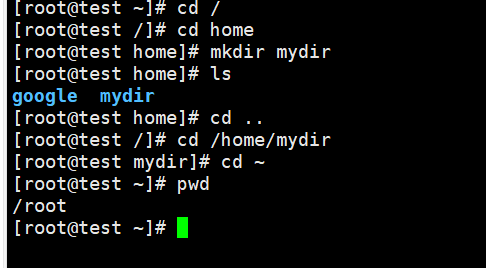 [root@test ~]# cd /
[root@test /]# cd home
[root@test home]# mkdir mydir
[root@test home]# ls
google  mydir
[root@test home]# cd ..
[root@test /]# cd /home/mydir
[root@test mydir]# cd ~
[root@test ~]# pwd
/root
[root@test ~]#